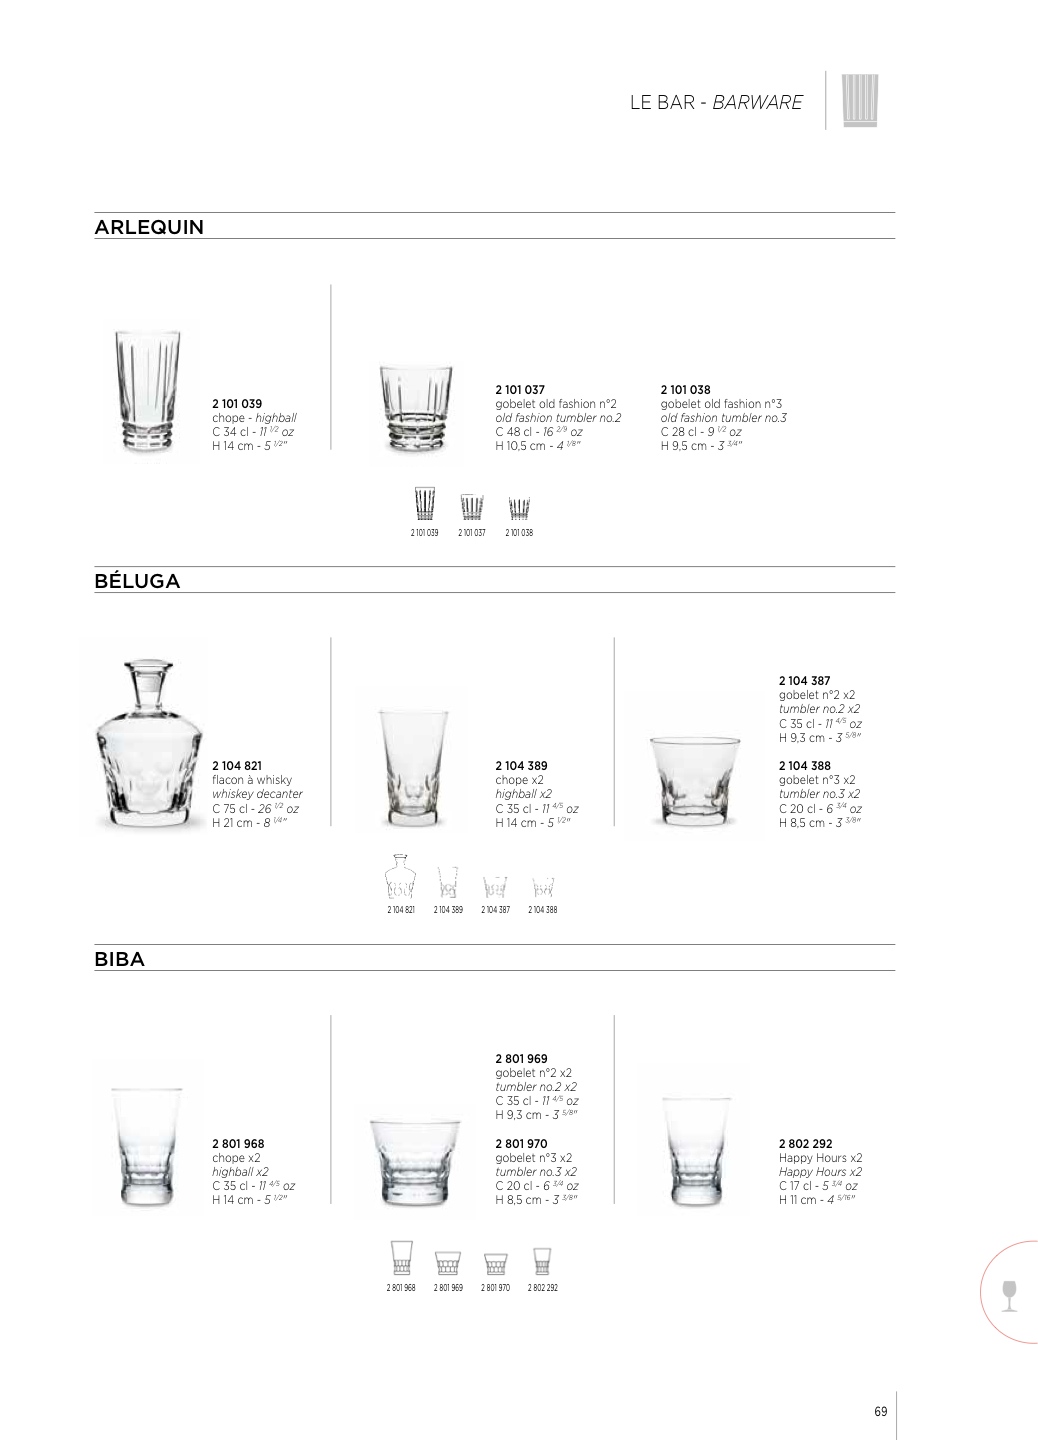 LE BAR - BARWARE
ARLEQUIN
2 101 039
chope - highball
C 34 cl - 11 1/2 oz
H 14 cm - 5 1/2"
2 101 037
gobelet old fashion n°2
old fashion tumbler no.2
C 48 cl - 16 2/9 oz
H 10,5 cm - 4 1/8"
2 101 038
gobelet old fashion n°3
old fashion tumbler no.3
C 28 cl - 9 1/2 oz
H 9,5 cm - 3 3/4"
2 101 039 2 101 037 2 101 038
BÉLUGA
2 104 821
flacon à whisky
whiskey decanter
C 75 cl - 26 1/2 oz
H 21 cm - 8 1/4"
2 104 389
chope x2
highball x2
C 35 cl - 11 4/5 oz
H 14 cm - 5 1/2"
2 104 387
gobelet n°2 x2
tumbler no.2 x2
C 35 cl - 11 4/5 oz
H 9,3 cm - 3 5/8"
2 104 388
gobelet n°3 x2
tumbler no.3 x2
C 20 cl - 6 3/4 oz
H 8,5 cm - 3 3/8"
2 104 821 2 104 389 2 104 387 2 104 388
BIBA
2 801 968
chope x2
highball x2
C 35 cl - 11 4/5 oz
H 14 cm - 5 1/2"
2 801 969
gobelet n°2 x2
tumbler no.2 x2
C 35 cl - 11 4/5 oz
H 9,3 cm - 3 5/8"
2 801 970
gobelet n°3 x2
tumbler no.3 x2
C 20 cl - 6 3/4 oz
H 8,5 cm - 3 3/8"
2 802 292
Happy Hours x2
Happy Hours x2
C 17 cl - 5 3/4 oz
H 11 cm - 4 5/16"
2 801 968 2 801 969 2 801 970 2 802 292
69